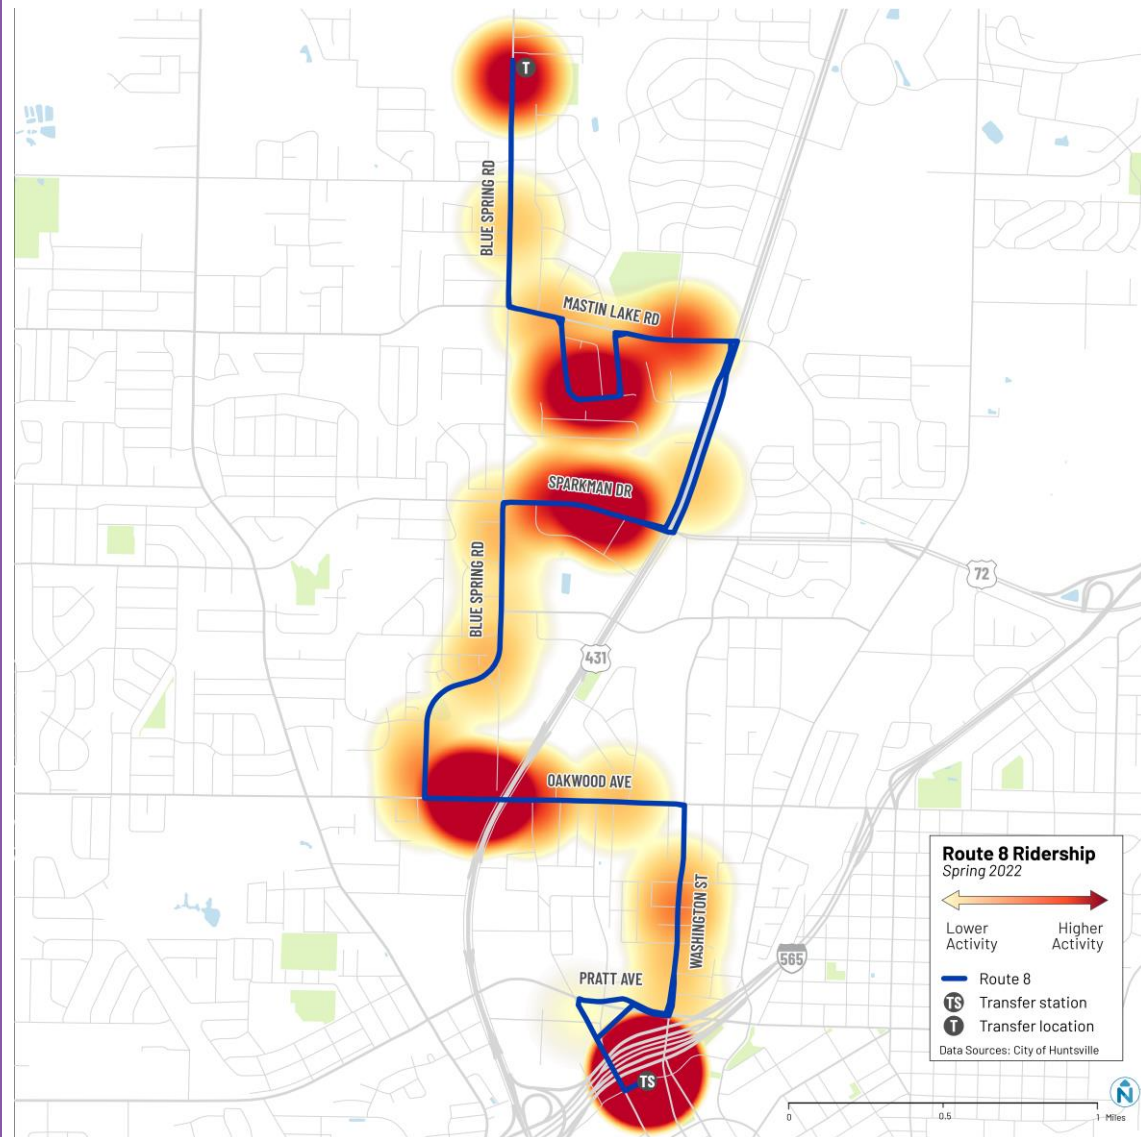 T
BLUE SPRING RD
MASTIN LAKE RD
SPARKMAN DR
BLUE SPRING RD
72
431
OAKWOOD AVE
WASHINGTON ST
PRATT AVE
565
TS
Route 8 Ridership
Spring 2022
Lower Activity
Higher Activity
Route 8
TS Transfer station
T Transfer location
Data Sources: City of Huntsville
N
0 0.5 1 Miles